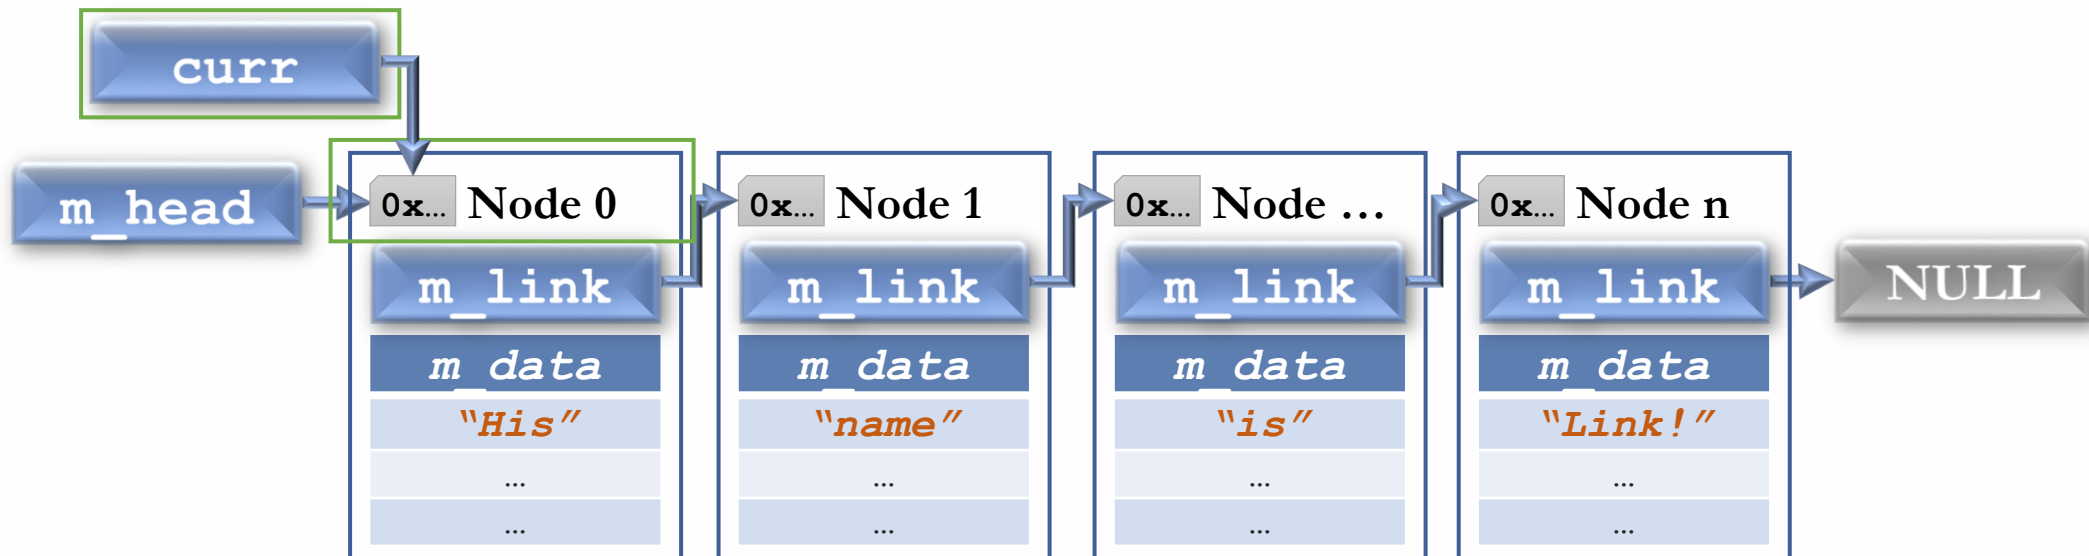 curr
m_head
0x... Node 0
0x... Node 1
0x... Node ...
0x... Node n
m_link
m_link
m_link
m_link
NULL
m_data
m_data
m_data
m_data
“His”
“name”
“is”
“Link!”
...
...
...
...
...
...
...
...